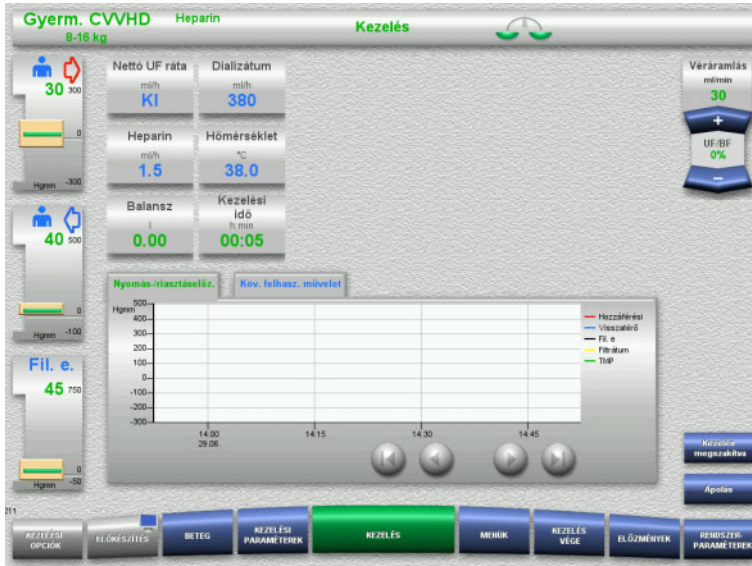 Gyerm. CVVHD Heparin Kezelés
8-16 kg
30 300
0
Hgmm -300
40 500
0
Hgmm -100
Fil. e.
45 750
0
Hgmm -50
Nettó UF ráta Dializátum
ml/h ml/h
KI 380
Heparin Hőmérséklet
ml/h °C
1.5 38.0
Balansz Kezelési idő
l h:min
0.00 00:05
Véráramlás
ml/min
30
+
UF/BF
0%
−
Nyomás-/riasztáselőz. Köv. felhasz. művelet
Hgmm
500
400
300
200
100
0
-100
-200
-300
14:00 14:15 14:30 14:45
29.06.
Hozzáférési
Visszatérő
Fil. e
Filtrátum
TMP
Kezelés megszakítva
Ápolás
211
KEZELÉSI OPCIÓK
ELŐKÉSZÍTÉS
BETEG
KEZELÉSI PARAMÉTEREK
KEZELÉS
MENÜK
KEZELÉS VÉGE
ELŐZMÉNYEK
RENDSZER-PARAMÉTEREK